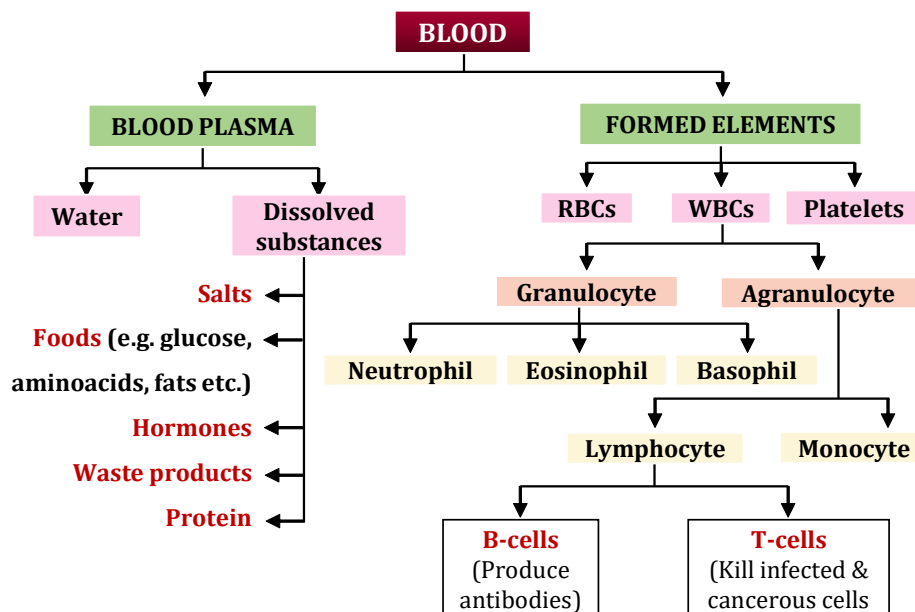 BLOOD
BLOOD PLASMA
FORMED ELEMENTS
Water
Dissolved
substances
RBCs
WBCs
Platelets
Salts
Foods (e.g. glucose,
aminoacids, fats etc.)
Hormones
Waste products
Protein
Granulocyte
Agranulocyte
Neutrophil
Eosinophil
Basophil
Lymphocyte
Monocyte
B-cells
(Produce
antibodies)
T-cells
(Kill infected &
cancerous cells